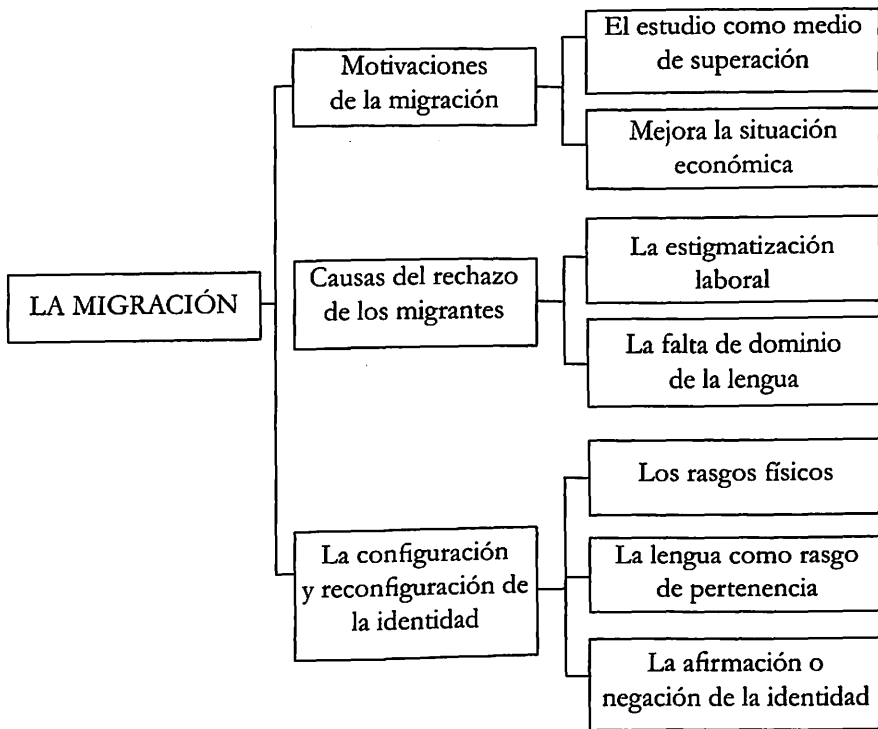 LA MIGRACIÓN
Motivaciones
de la migración
El estudio como medio
de superación
Mejora la situación
económica
Causas del rechazo
de los migrantes
La estigmatización
laboral
La falta de dominio
de la lengua
La configuración
y reconfiguración de
la identidad
Los rasgos físicos
La lengua como rasgo
de pertenencia
La afirmación o
negación de la identidad